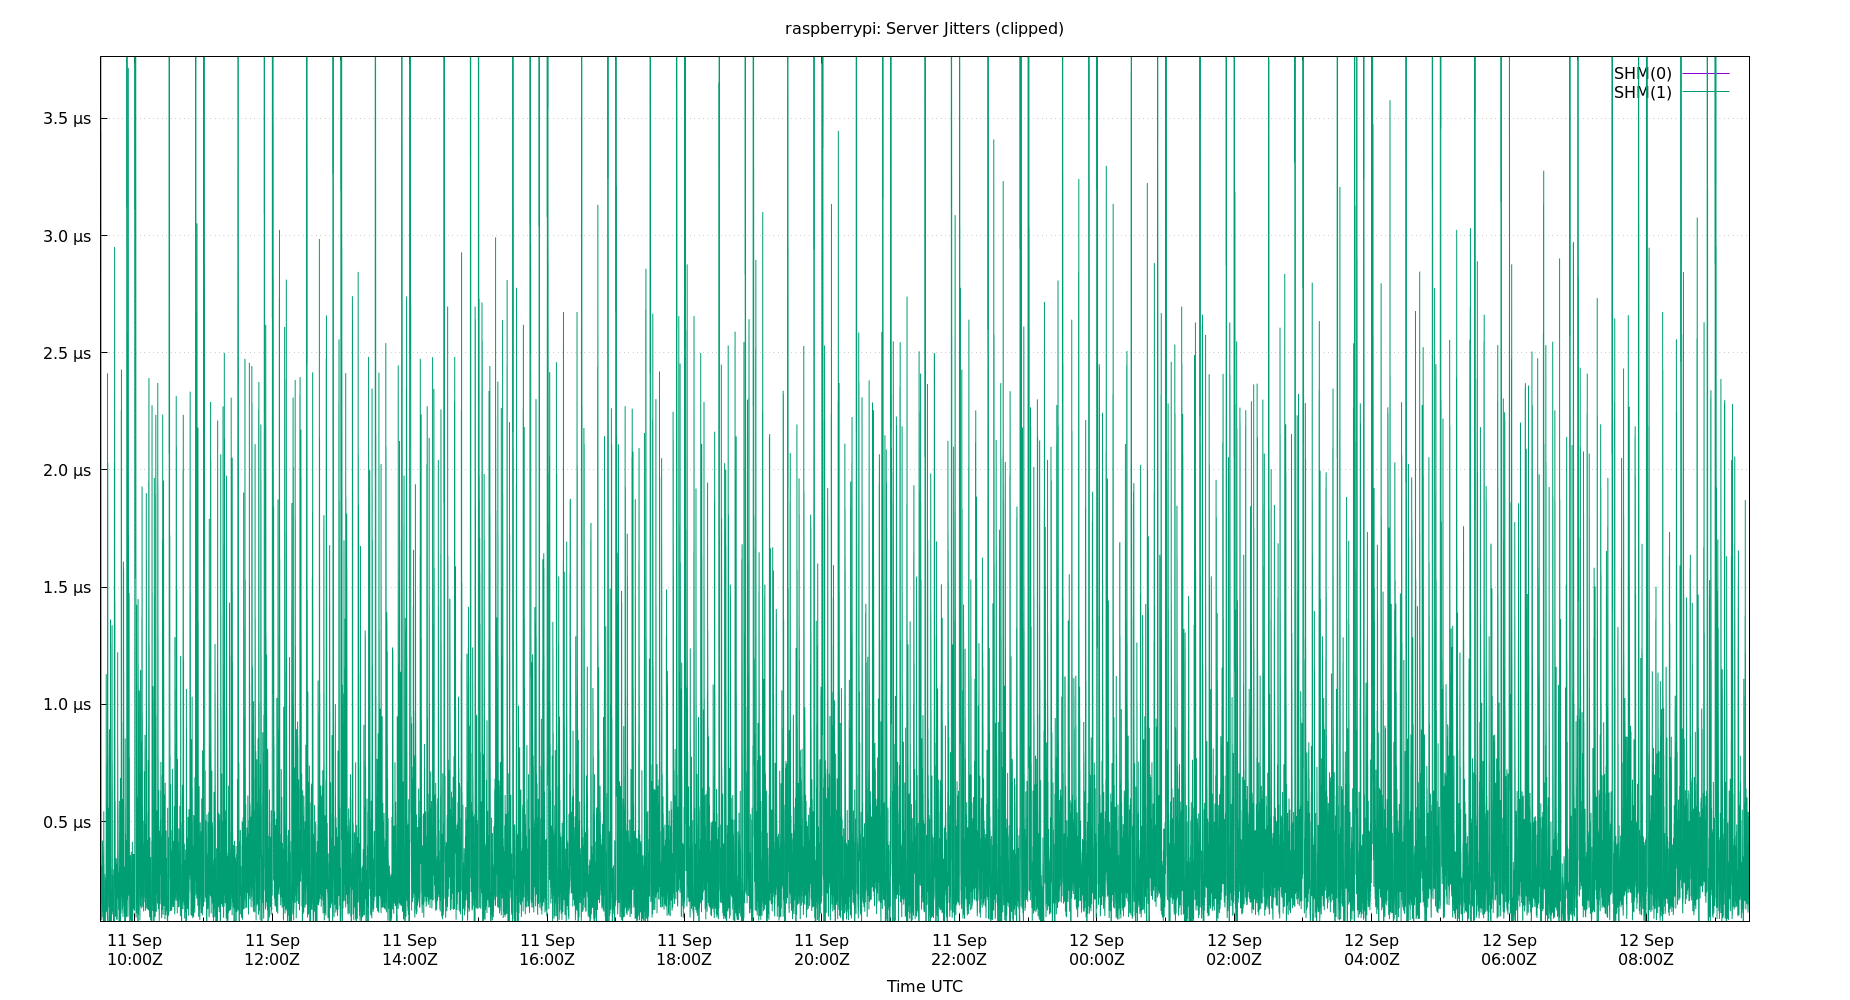 raspberrypi: Server Jitters (clipped)
SHM(0)
SHM(1)
3.5 µs
3.0 µs
2.5 µs
2.0 µs
1.5 µs
1.0 µs
0.5 µs
11 Sep 11 Sep 11 Sep 11 Sep 11 Sep 11 Sep 11 Sep 12 Sep 12 Sep 12 Sep 12 Sep 12 Sep
10:00Z 12:00Z 14:00Z 16:00Z 18:00Z 20:00Z 22:00Z 00:00Z 02:00Z 04:00Z 06:00Z 08:00Z
Time UTC